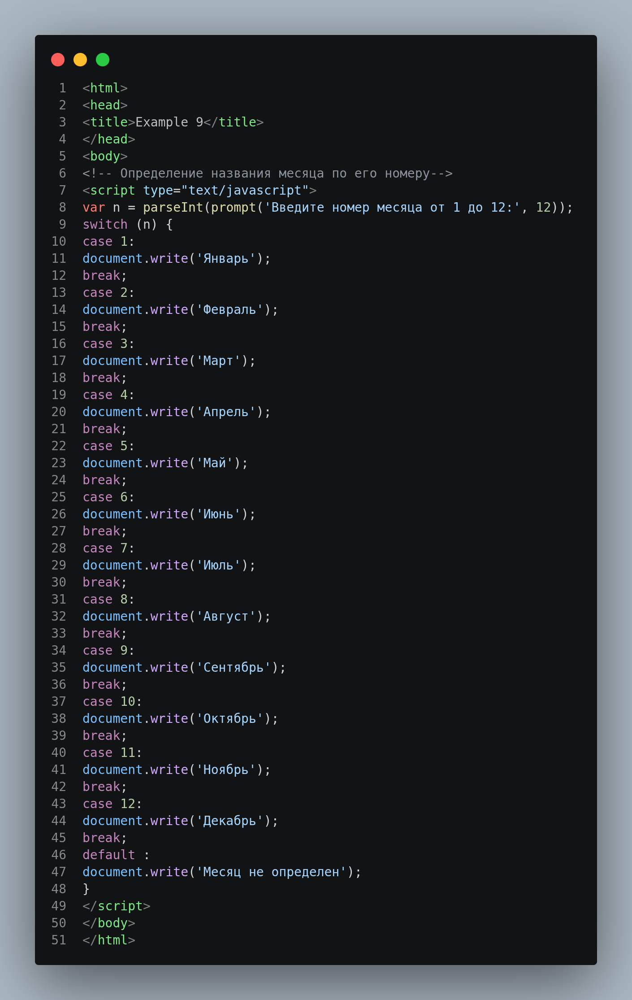 1 <html>
2 <head>
3 <title>Example 9</title>
4 </head>
5 <body>
6 <!-- Определение названия месяца по его номеру-->
7 <script type="text/javascript">
8 var n = parseInt(prompt('Введите номер месяца от 1 до 12:', 12));
9 switch (n) {
10 case 1:
11 document.write('Январь');
12 break;
13 case 2:
14 document.write('Февраль');
15 break;
16 case 3:
17 document.write('Март');
18 break;
19 case 4:
20 document.write('Апрель');
21 break;
22 case 5:
23 document.write('Май');
24 break;
25 case 6:
26 document.write('Июнь');
27 break;
28 case 7:
29 document.write('Июль');
30 break;
31 case 8:
32 document.write('Август');
33 break;
34 case 9:
35 document.write('Сентябрь');
36 break;
37 case 10:
38 document.write('Октябрь');
39 break;
40 case 11:
41 document.write('Ноябрь');
42 break;
43 case 12:
44 document.write('Декабрь');
45 break;
46 default :
47 document.write('Месяц не определен');
48 }
49 </script>
50 </body>
51 </html>